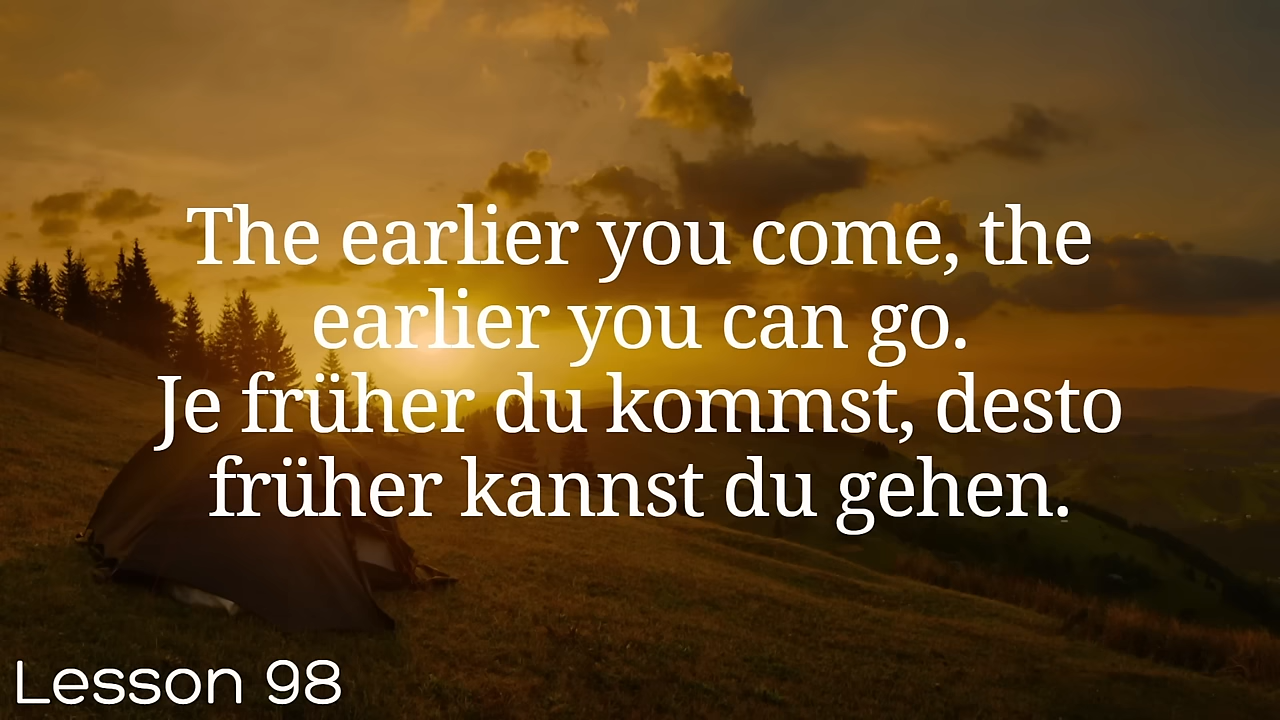 The earlier you come, the
earlier you can go.
Je früher du kommst, desto
früher kannst du gehen.
Lesson 98